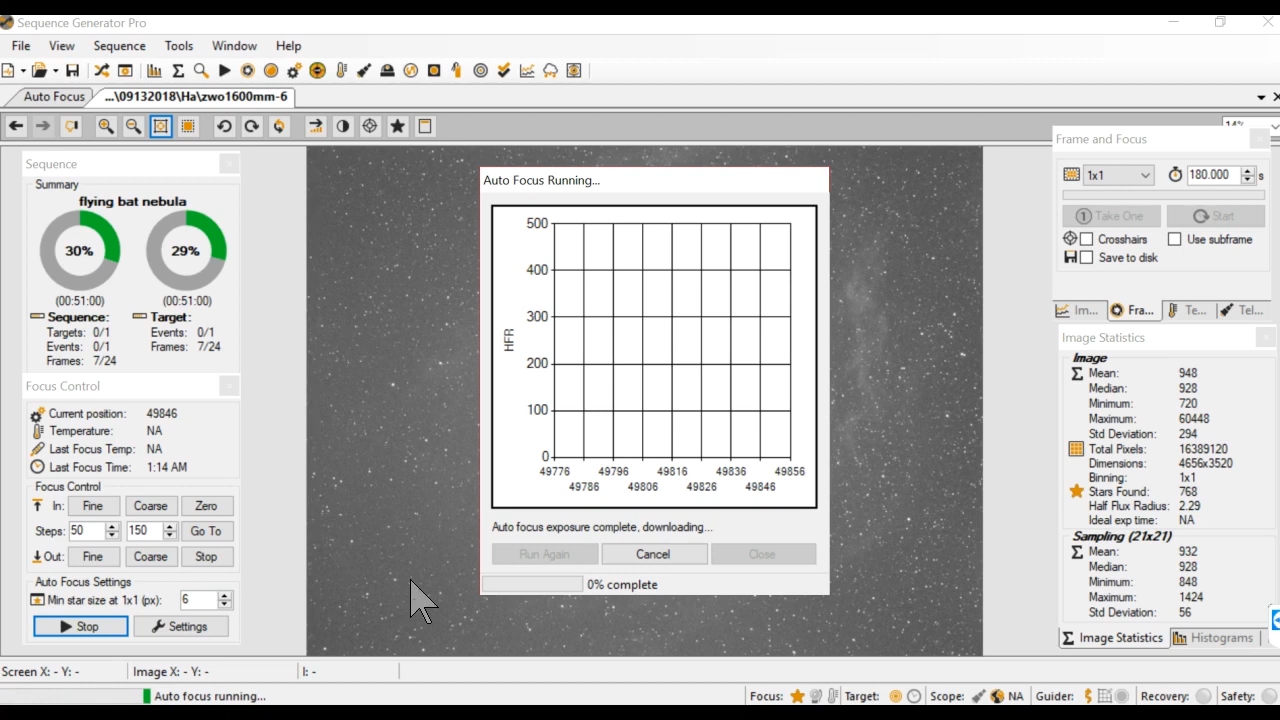 Sequence Generator Pro
File View Sequence Tools Window Help
Auto Focus ...\09132018\Ha\zwo1600mm-6
14%
Sequence
Summary
flying bat nebula
30% 29%
(00:51:00) (00:51:00)
Sequence: Target:
Targets: 0/1 Events: 0/1
Events: 0/1 Frames: 7/24
Frames: 7/24
Focus Control
Current position: 49846
Temperature: NA
Last Focus Temp: NA
Last Focus Time: 1:14 AM
Focus Control
In: Fine Coarse Zero
Steps: 50 150 Go To
Out: Fine Coarse Stop
Auto Focus Settings
Min star size at 1x1 (px): 6
Stop Settings
Auto Focus Running...
500
400
300
200
100
0
HFR
49776 49796 49816 49836 49856
49786 49806 49826 49846
Auto focus exposure complete, downloading...
Run Again Cancel Close
0% complete
Frame and Focus
1x1 180.000 s
1 Take One Start
Crosshairs Use subframe
Save to disk
Im... Fra... Te... Tel...
Image Statistics
Image
Mean: 948
Median: 928
Minimum: 720
Maximum: 60448
Std Deviation: 294
Total Pixels: 16389120
Dimensions: 4656x3520
Binning: 1x1
Stars Found: 768
Half Flux Radius: 2.29
Ideal exp time: NA
Sampling (21x21)
Mean: 932
Median: 928
Minimum: 848
Maximum: 1424
Std Deviation: 56
Image Statistics Histograms
Screen X: - Y: - Image X: - Y: - I: -
Auto focus running... Focus: Target: Scope: NA Guider: Recovery: Safety: